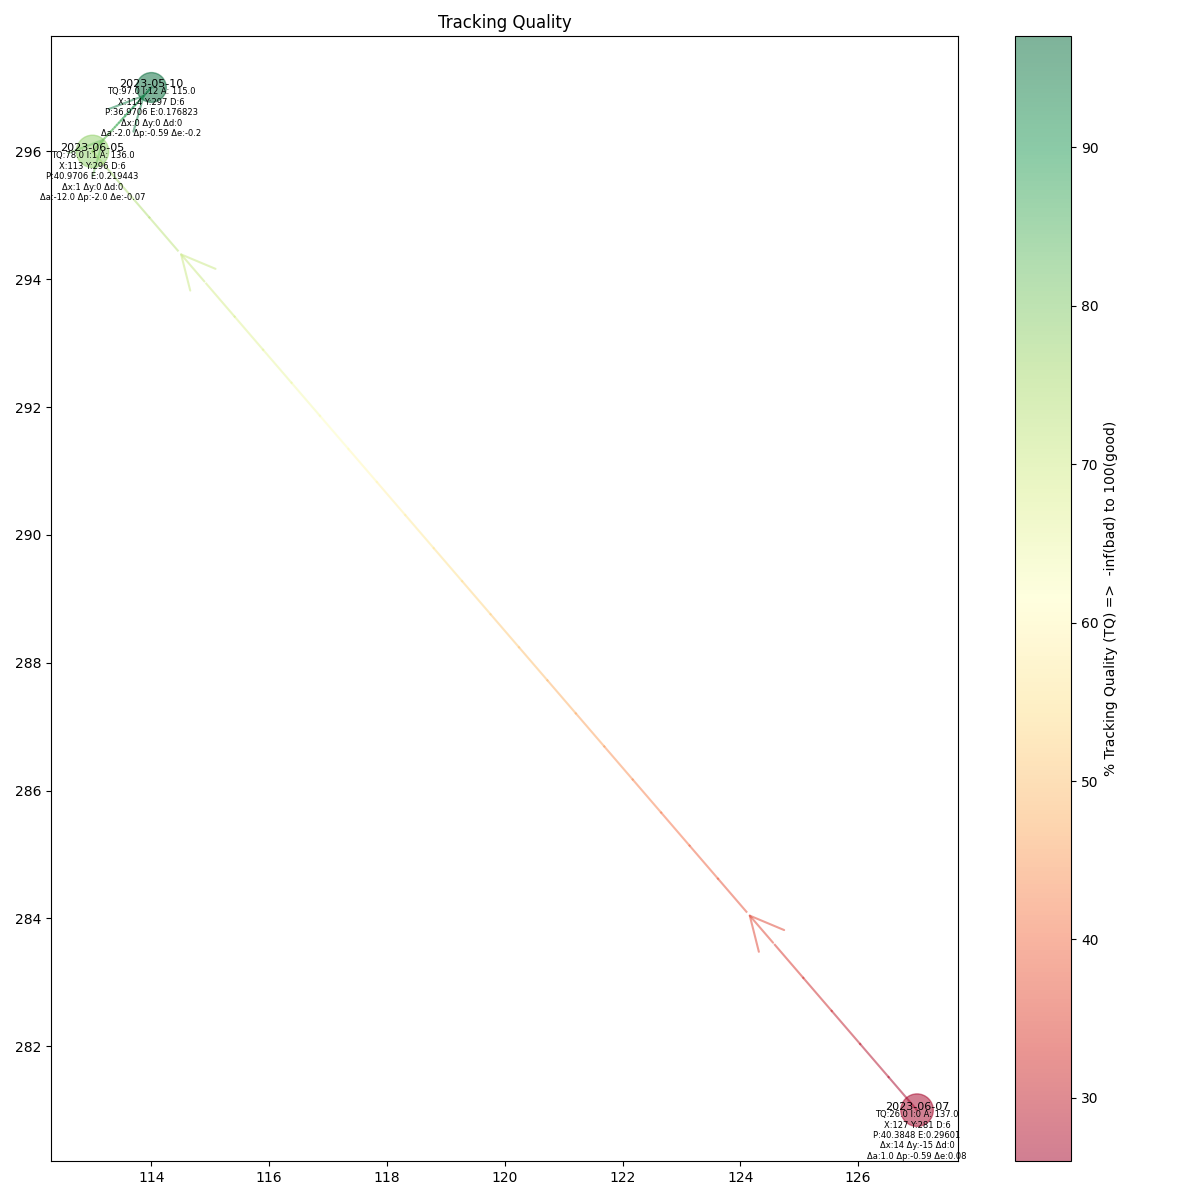 Tracking Quality
2023-05-10
TQ:97.0 I:12 A: 115.0
X:114 Y:297 D:6
P:36.9706 E:0.176823
Δx:0 Δy:0 Δd:0
Δa:-2.0 Δp:-0.59 Δe:-0.2
2023-06-05
TQ:78.0 I:1 A: 136.0
X:113 Y:296 D:6
P:40.9706 E:0.219443
Δx:1 Δy:0 Δd:0
Δa:-12.0 Δp:-2.0 Δe:-0.07
2023-06-07
TQ:26.0 I:0 A: 137.0
X:127 Y:281 D:6
P:40.3848 E:0.29601
Δx:14 Δy:-15 Δd:0
Δa:1.0 Δp:-0.59 Δe:0.08
296
294
292
290
288
286
284
282
114 116 118 120 122 124 126
90
80
70
60
50
40
30
% Tracking Quality (TQ) => -inf(bad) to 100(good)